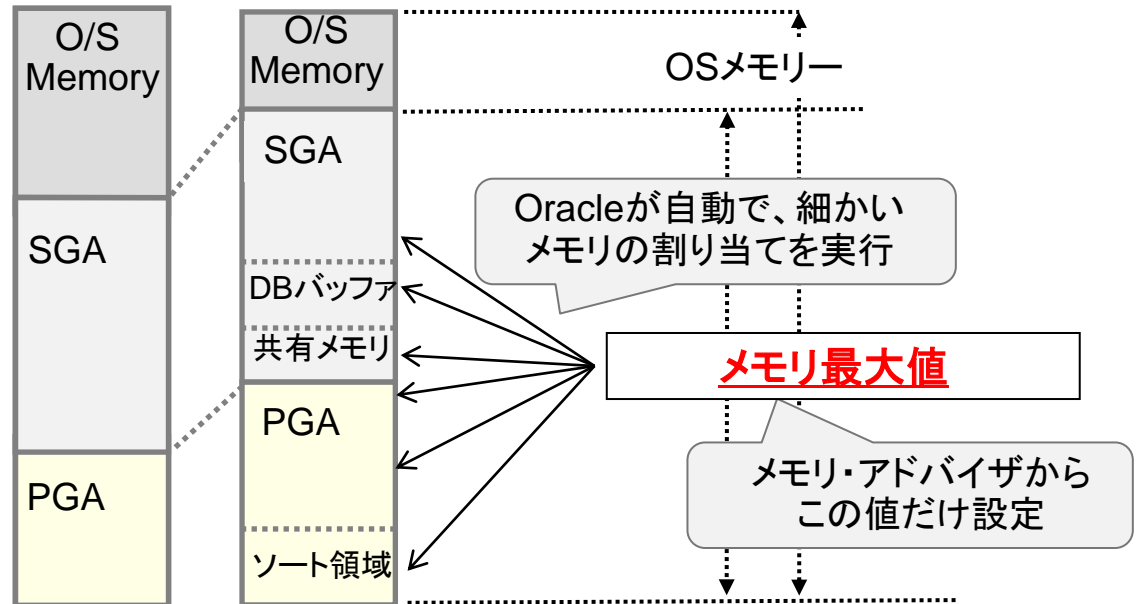 O/S
Memory
SGA
PGA
O/S
Memory
SGA
DBバッファ
共有メモリ
PGA
ソート領域
OSメモリー
Oracleが自動で、細かい
メモリの割り当てを実行
メモリ最大値
メモリ・アドバイザから
この値だけ設定